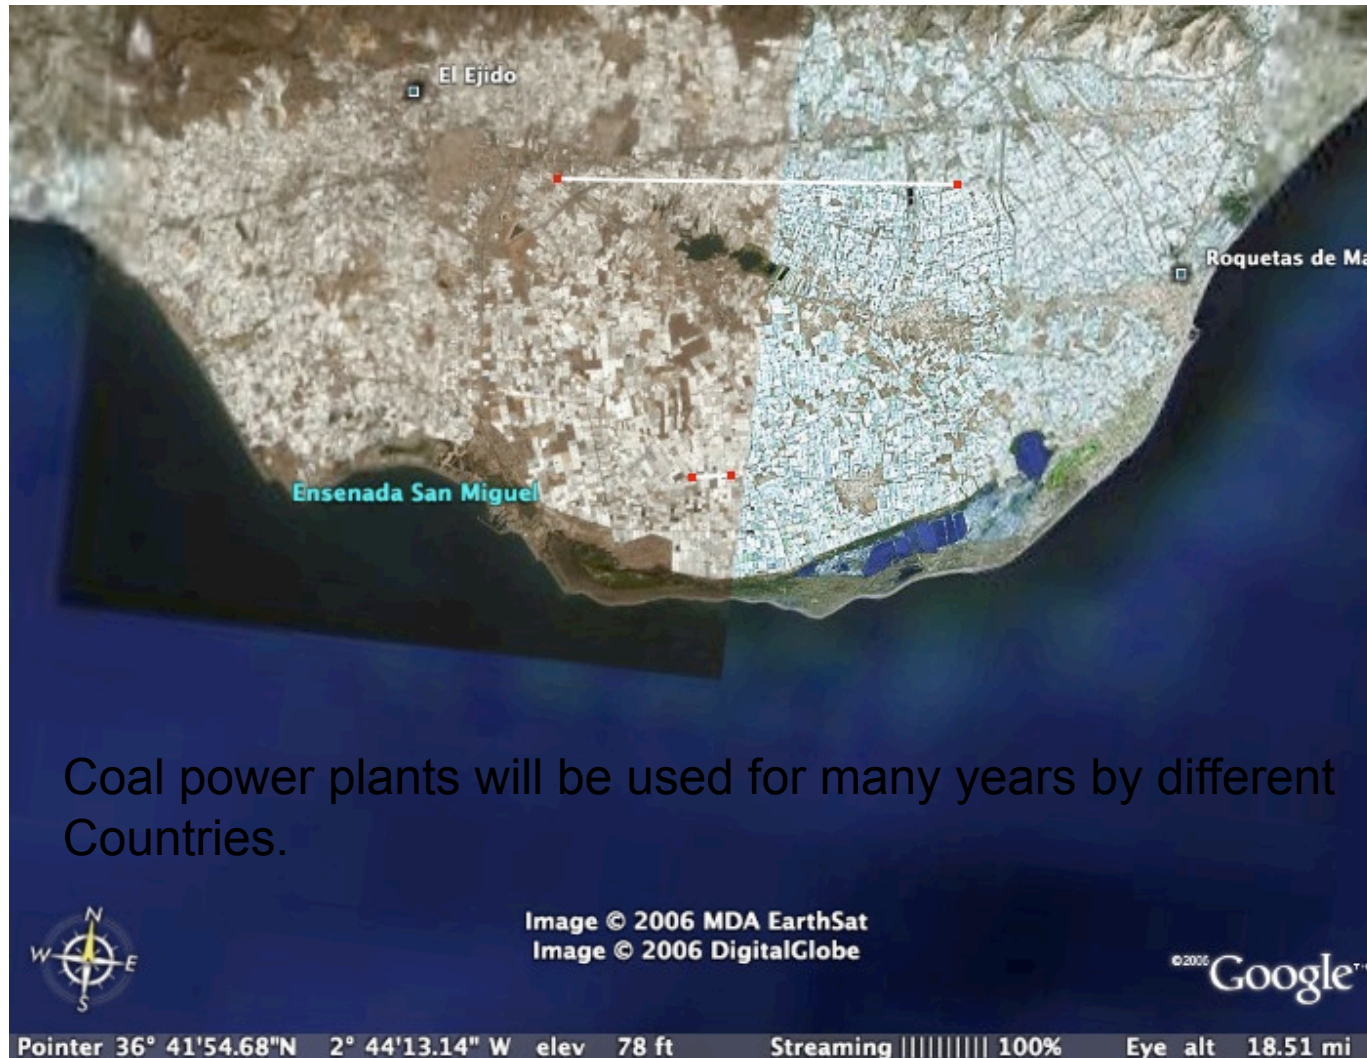 El Ejido
Roquetas de Ma
Ensenada San Miguel
Coal power plants will be used for many years by different
Countries.
N
W E
S
Image © 2006 MDA EarthSat
Image © 2006 DigitalGlobe
©2006 Google™
Pointer 36° 41'54.68"N 2° 44'13.14" W elev 78 ft Streaming |||||||||| 100% Eye alt 18.51 mi